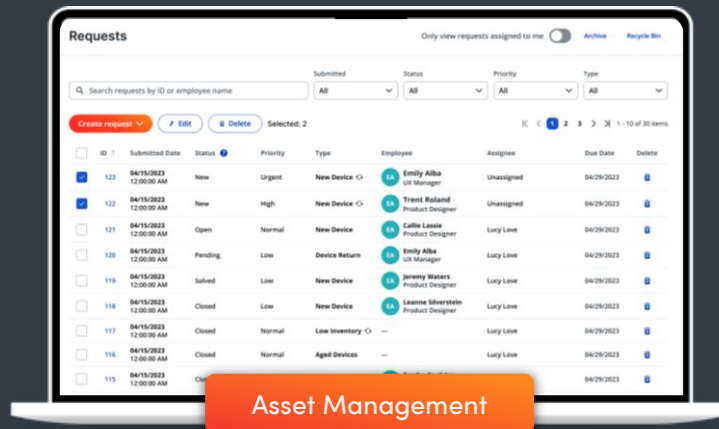 Requests
Only view requests assigned to me Archive Recycle Bin
Submitted Status Priority Type
Search requests by ID or employee name All All All All
Create request Edit Delete Selected: 2 1 2 3 1 - 10 of 30 items
ID Submitted Date Status Priority Type Employee Assignee Due Date Delete
123 04/15/2023 12:00:00 AM New Urgent New Device EA Emily Alba UX Manager Unassigned 04/29/2023
122 04/15/2023 12:00:00 AM New High New Device EA Trent Roland Product Designer Unassigned 04/29/2023
121 04/15/2023 12:00:00 AM Open Normal New Device EA Callie Lassie Product Designer Lucy Love 04/29/2023
120 04/15/2023 12:00:00 AM Pending Low Device Return EA Emily Alba UX Manager Lucy Love 04/29/2023
119 04/15/2023 12:00:00 AM Solved Low New Device EA Jeremy Waters Product Designer Lucy Love 04/29/2023
118 04/15/2023 12:00:00 AM Closed Low New Device EA Leanne Silverstein Product Designer Lucy Love 04/29/2023
117 04/15/2023 12:00:00 AM Closed Normal Low Inventory — Lucy Love 04/29/2023
116 04/15/2023 12:00:00 AM Closed Normal Aged Devices — Lucy Love 04/29/2023
115 04/15/2023 12:00:00 AM Lucy Love 04/29/2023
Asset Management